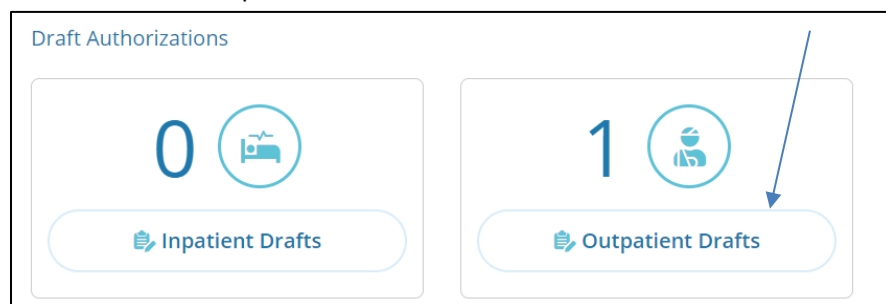 Draft Authorizations
0
1
Inpatient Drafts
Outpatient Drafts